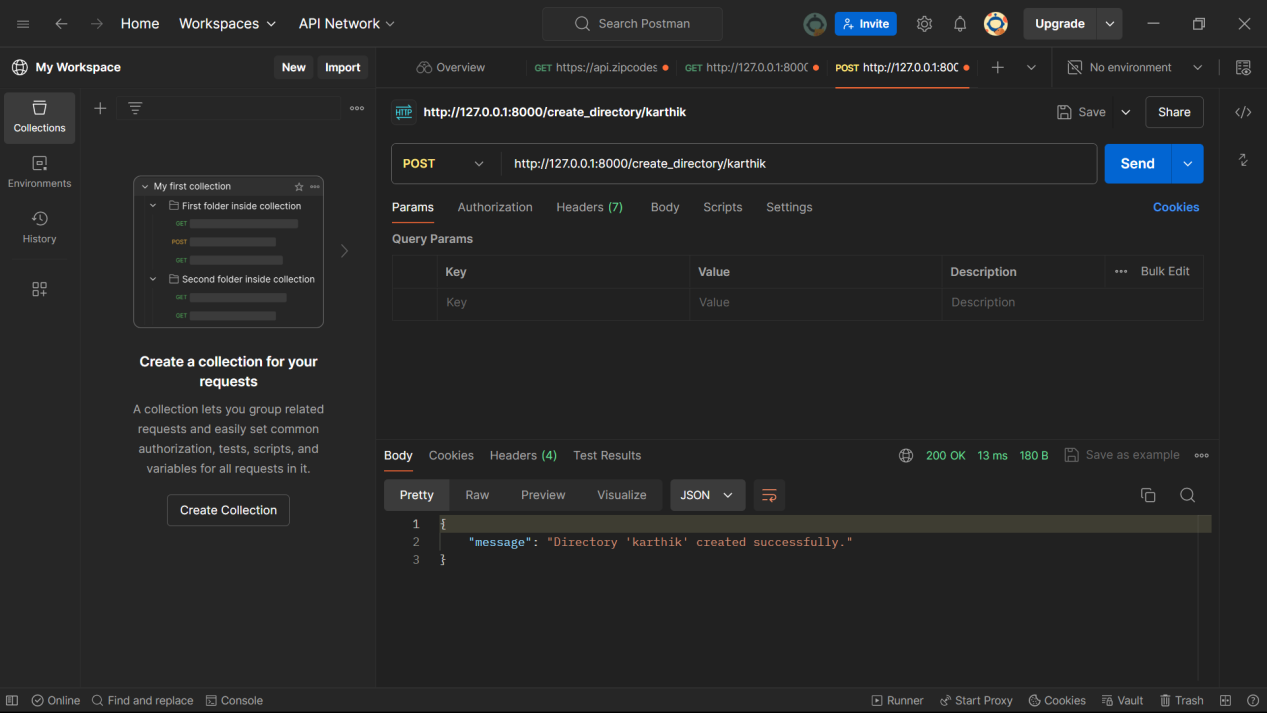 Home Workspaces API Network Search Postman Invite Upgrade
My Workspace New Import Overview GET https://api.zipcodes GET http://127.0.0.1:800( POST http://127.0.0.1:80( No environment
Collections
Environments
History
My first collection
First folder inside collection
GET
POST
GET
Second folder inside collection
GET
GET
Create a collection for your
requests
A collection lets you group related
requests and easily set common
authorization, tests, scripts, and
variables for all requests in it.
Create Collection
HTTP http://127.0.0.1:8000/create_directory/karthik Save Share
POST http://127.0.0.1:8000/create_directory/karthik Send
Params Authorization Headers (7) Body Scripts Settings Cookies
Query Params
Key Value Description Bulk Edit
Key Value Description
Body Cookies Headers (4) Test Results 200 OK 13 ms 180 B Save as example
Pretty Raw Preview Visualize JSON
1 {
2 "message": "Directory 'karthik' created successfully."
3 }
Online Find and replace Console Runner Start Proxy Cookies Vault Trash